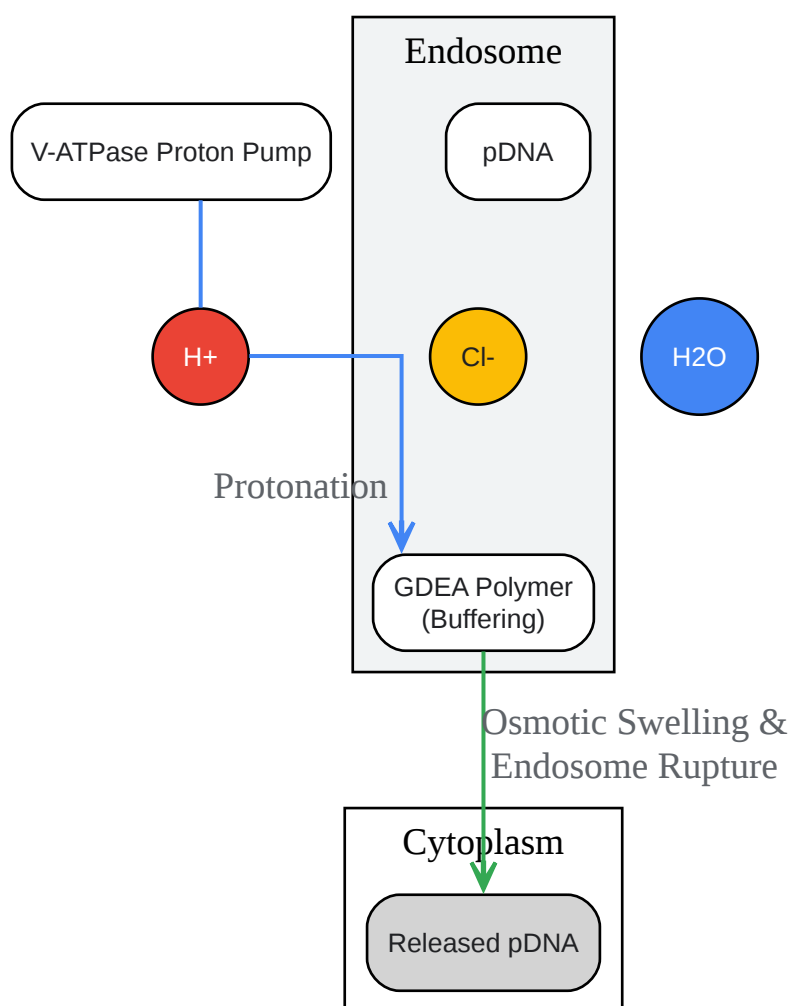 Endosome
V-ATPase Proton Pump
pDNA
H+
Cl-
H2O
Protonation
GDEA Polymer
(Buffering)
Osmotic Swelling &
Endosome Rupture
Cytoplasm
Released pDNA